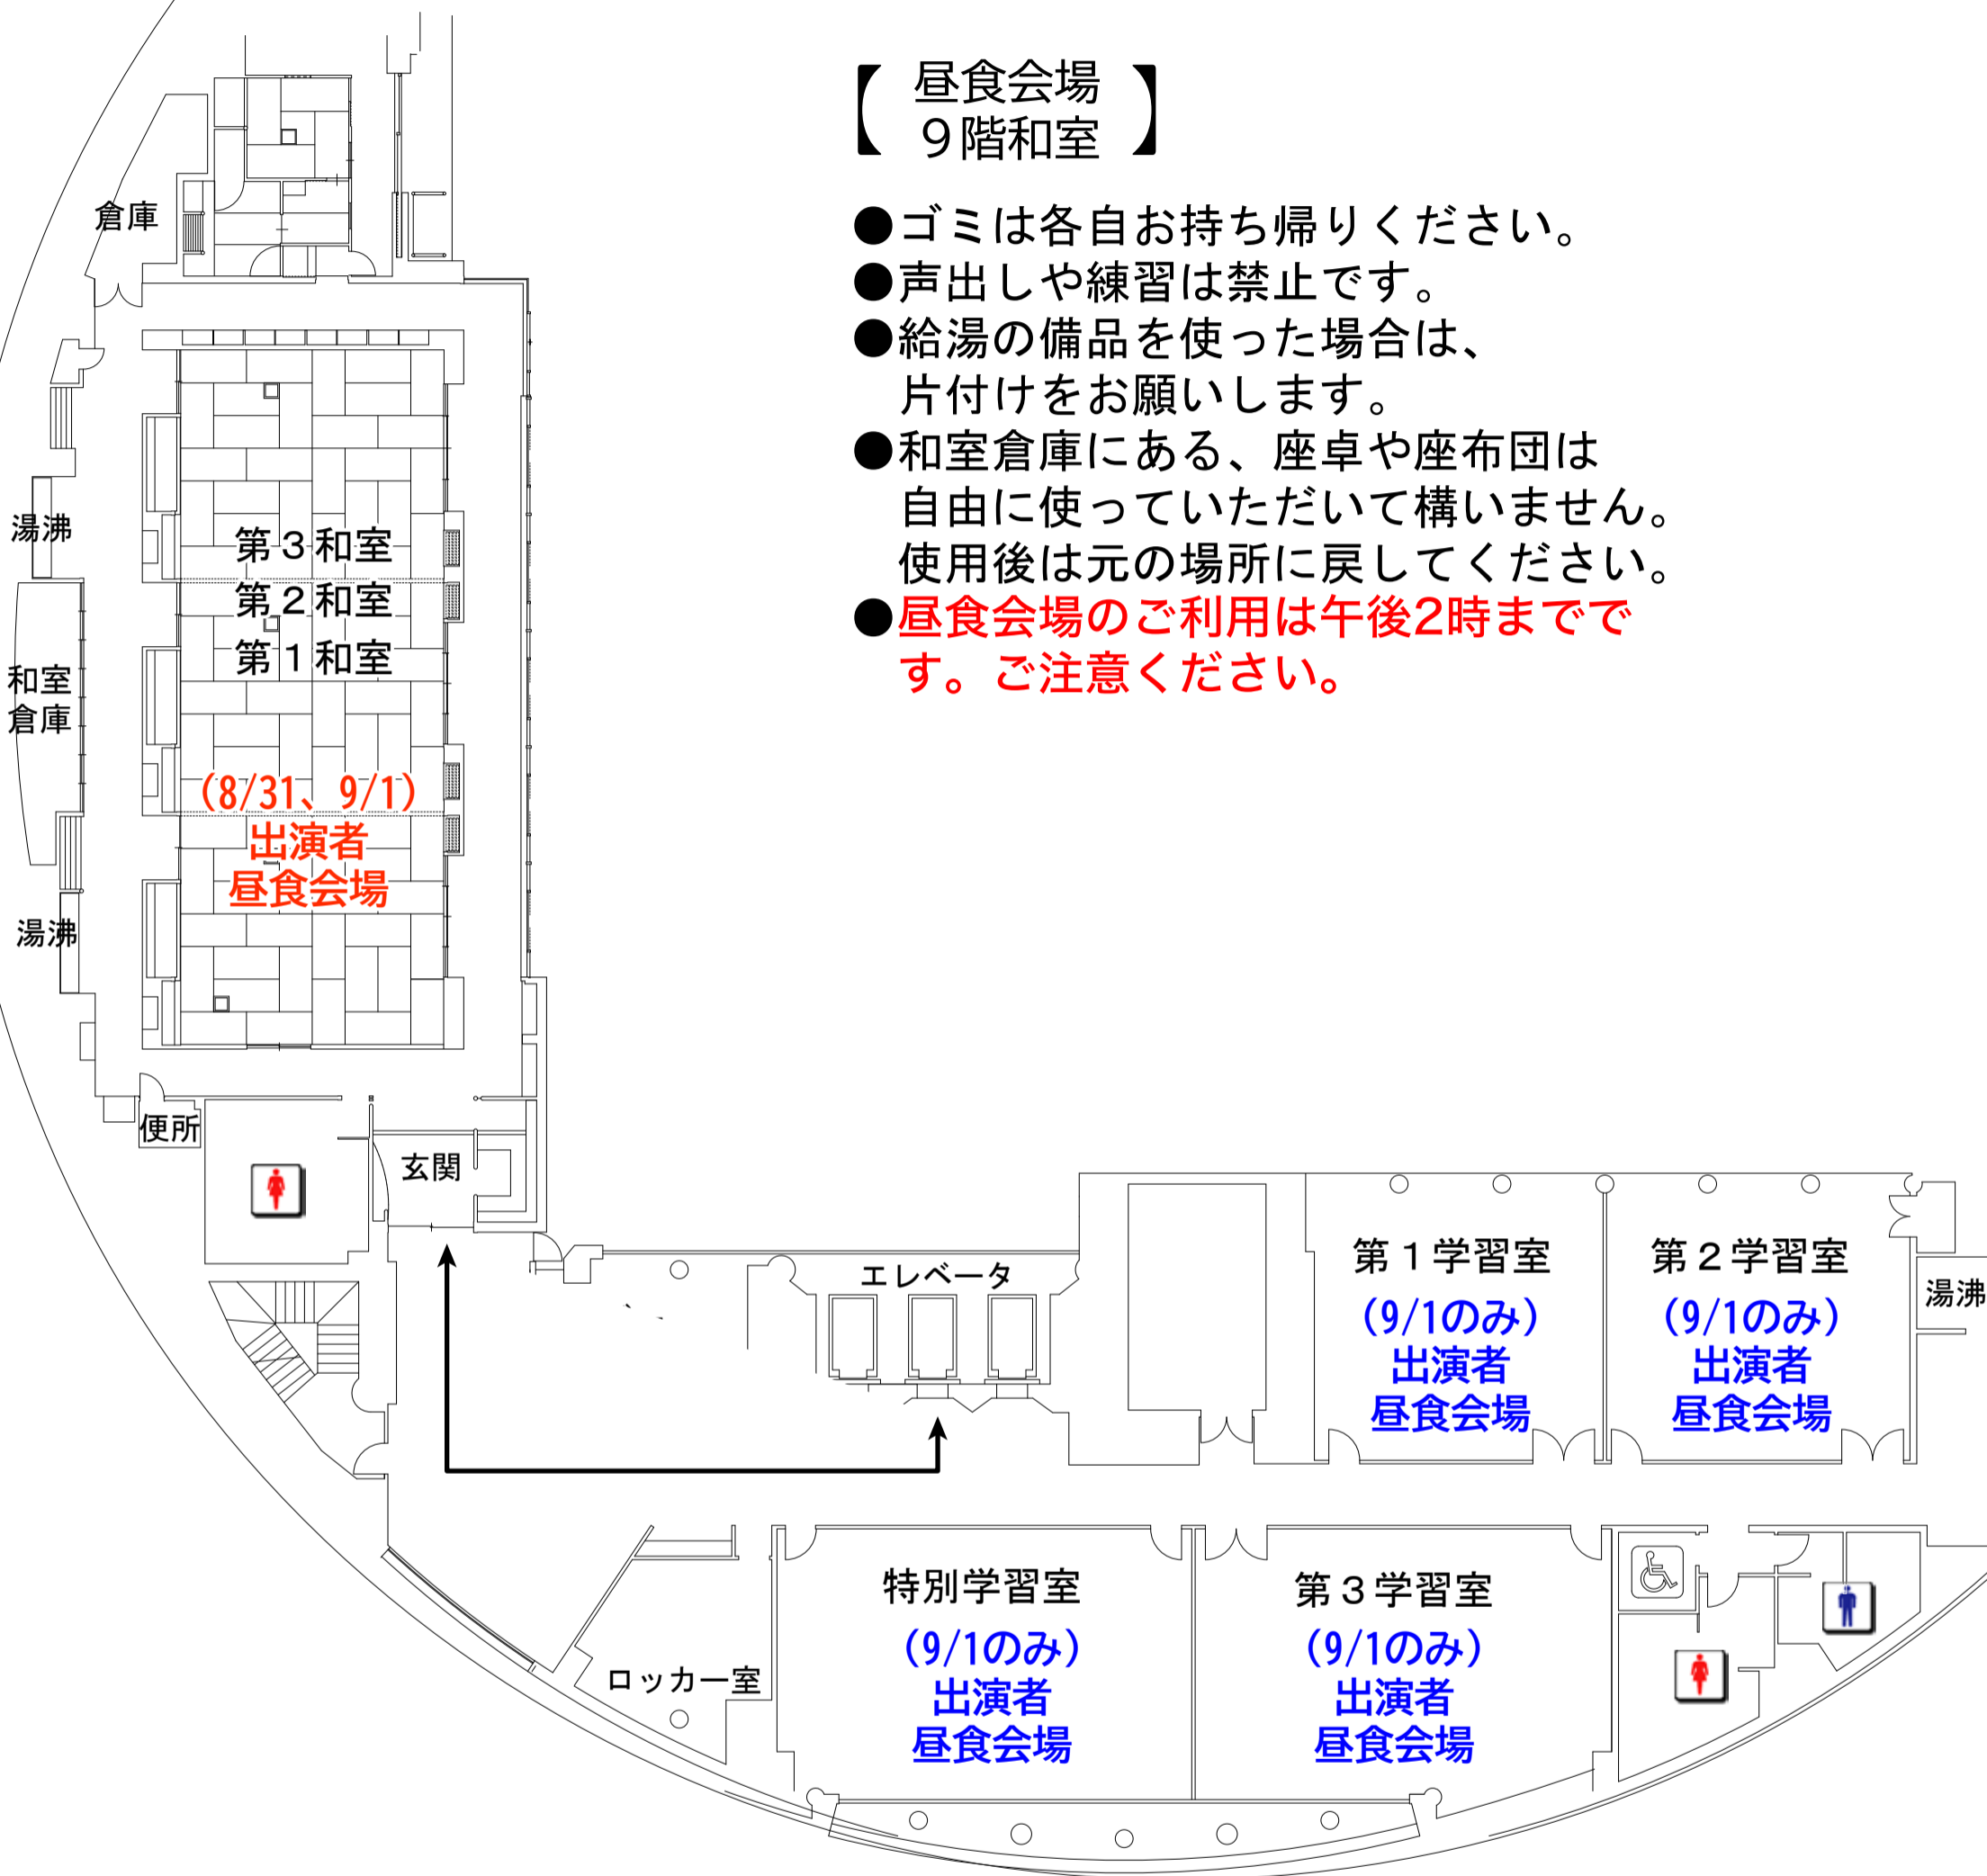 【 昼食会場
９階和室 】
●ゴミは各自お持ち帰りください。
●声出しや練習は禁止です。
●給湯の備品を使った場合は、
片付けをお願いします。
●和室倉庫にある、座卓や座布団は
自由に使っていただいて構いません。
使用後は元の場所に戻してください。
●昼食会場のご利用は午後2時までで
す。ご注意ください。
倉庫
湯沸
第３和室
第２和室
第１和室
和室
倉庫
(8/31、9/1)
出演者
昼食会場
湯沸
便所
玄関
エレベータ
第１学習室
(9/1のみ)
出演者
昼食会場
第２学習室
(9/1のみ)
出演者
昼食会場
湯沸
ロッカー室
特別学習室
(9/1のみ)
出演者
昼食会場
第３学習室
(9/1のみ)
出演者
昼食会場